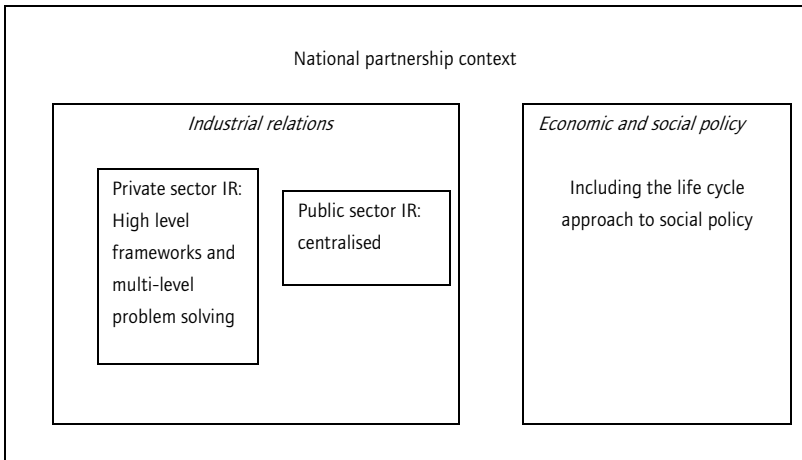 National partnership context
Industrial relations
Private sector IR:
High level
frameworks and
multi-level
problem solving
Public sector IR:
centralised
Economic and social policy
Including the life cycle
approach to social policy